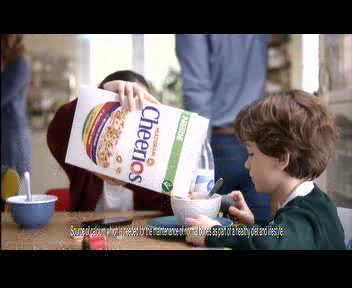 Nestlé
Cheerios
MULTIGRAIN
Source of calcium, which is needed for the maintenance of normal bones as part of a healthy diet and lifestyle.